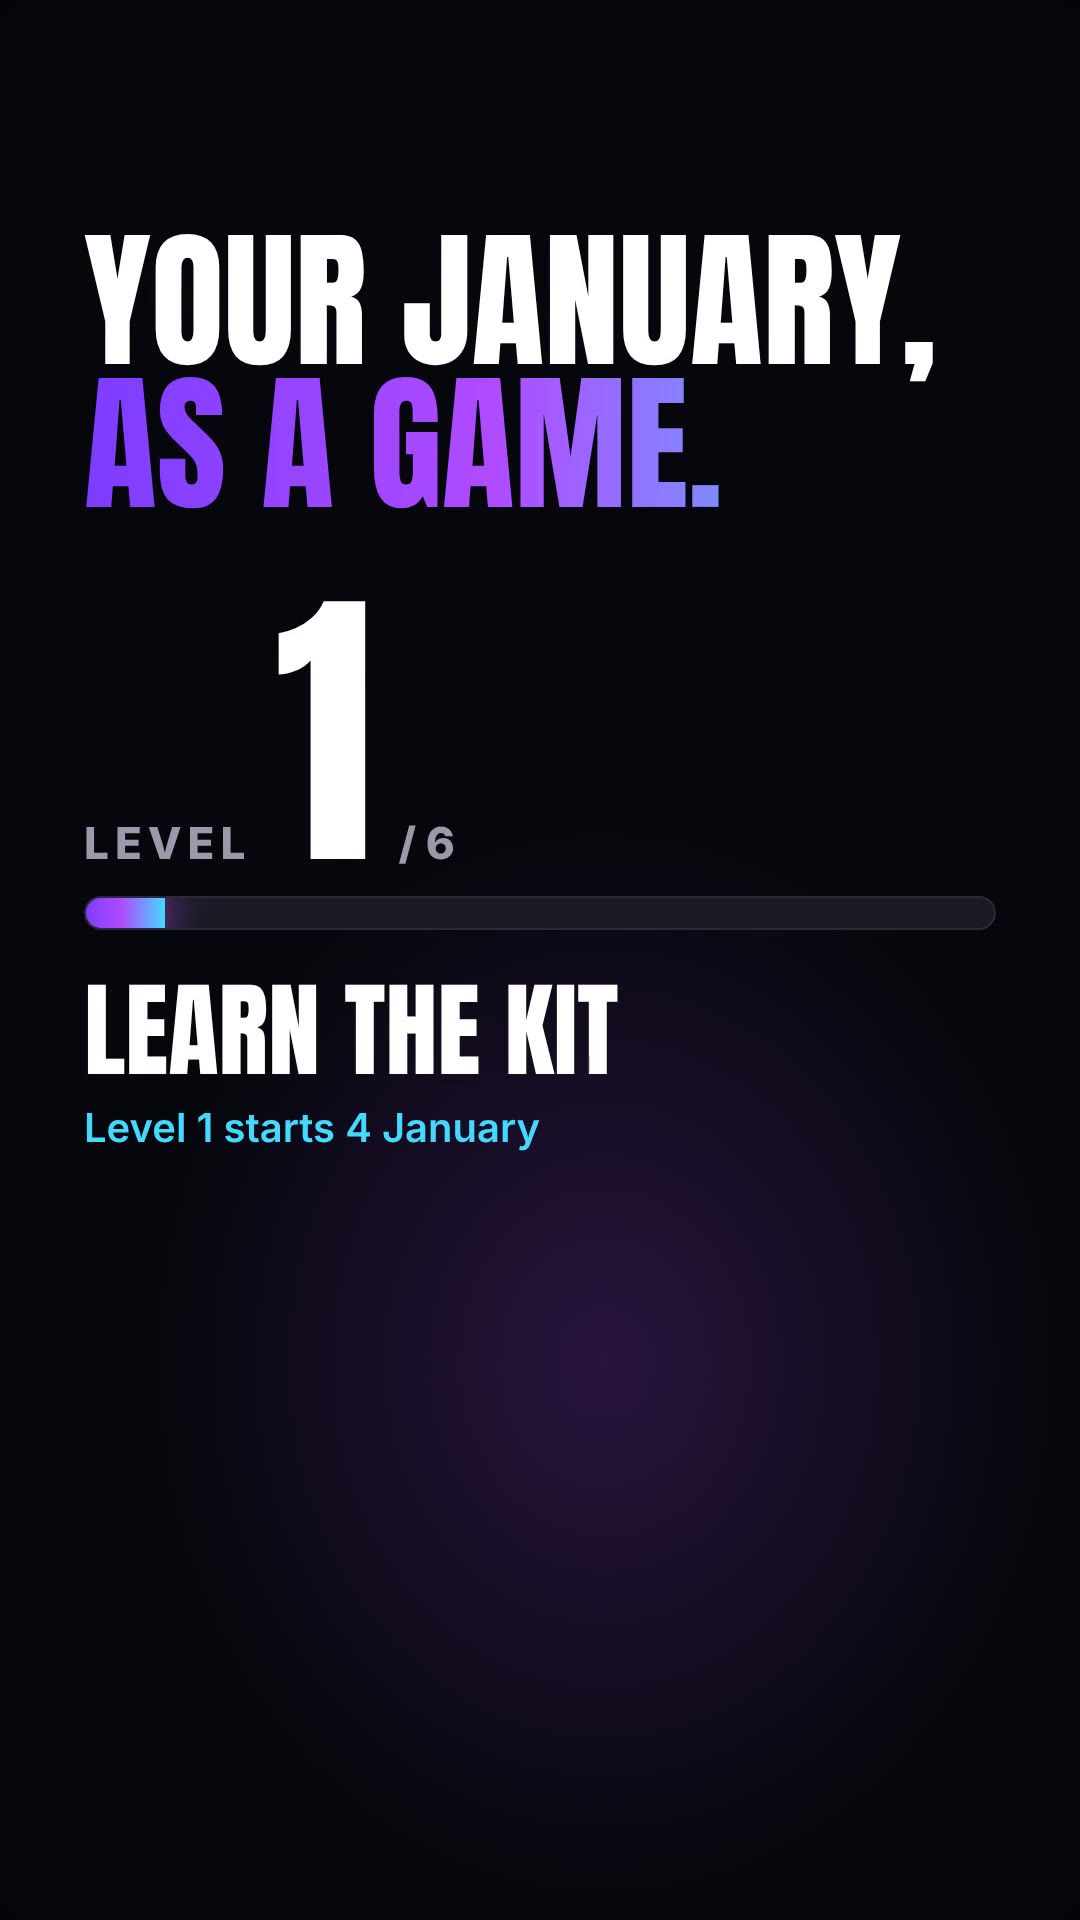 YOUR JANUARY,
AS A GAME.
LEVEL 1 / 6
LEARN THE KIT
Level 1 starts 4 January